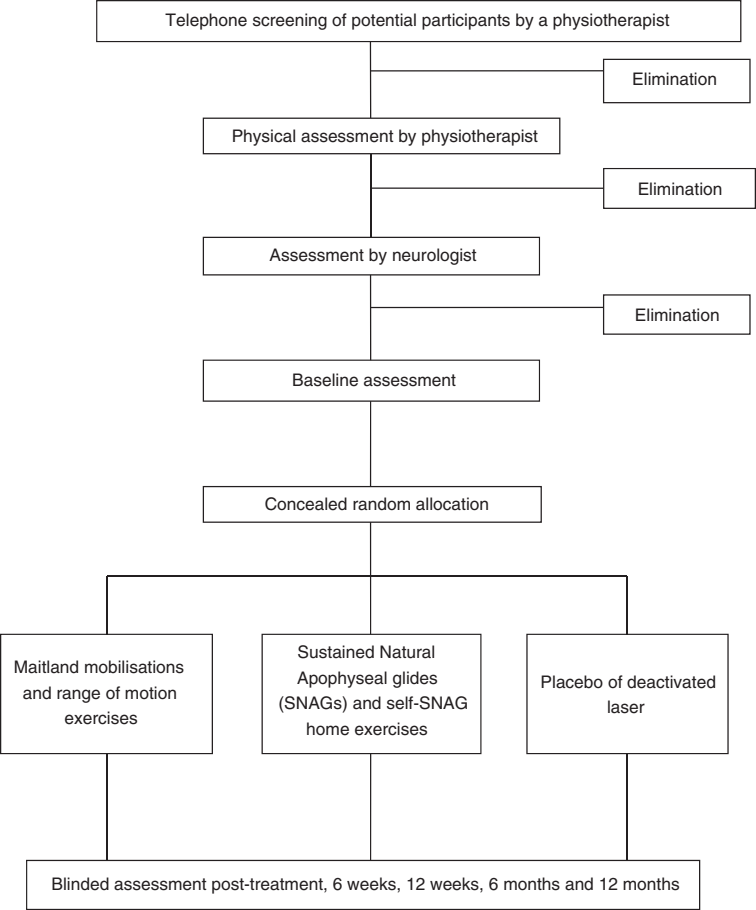 Telephone screening of potential participants by a physiotherapist
Elimination
Physical assessment by physiotherapist
Elimination
Assessment by neurologist
Elimination
Baseline assessment
Concealed random allocation
Maitland mobilisations
and range of motion
exercises
Sustained Natural
Apophyseal glides
(SNAGs) and self-SNAG
home exercises
Placebo of deactivated
laser
Blinded assessment post-treatment, 6 weeks, 12 weeks, 6 months and 12 months